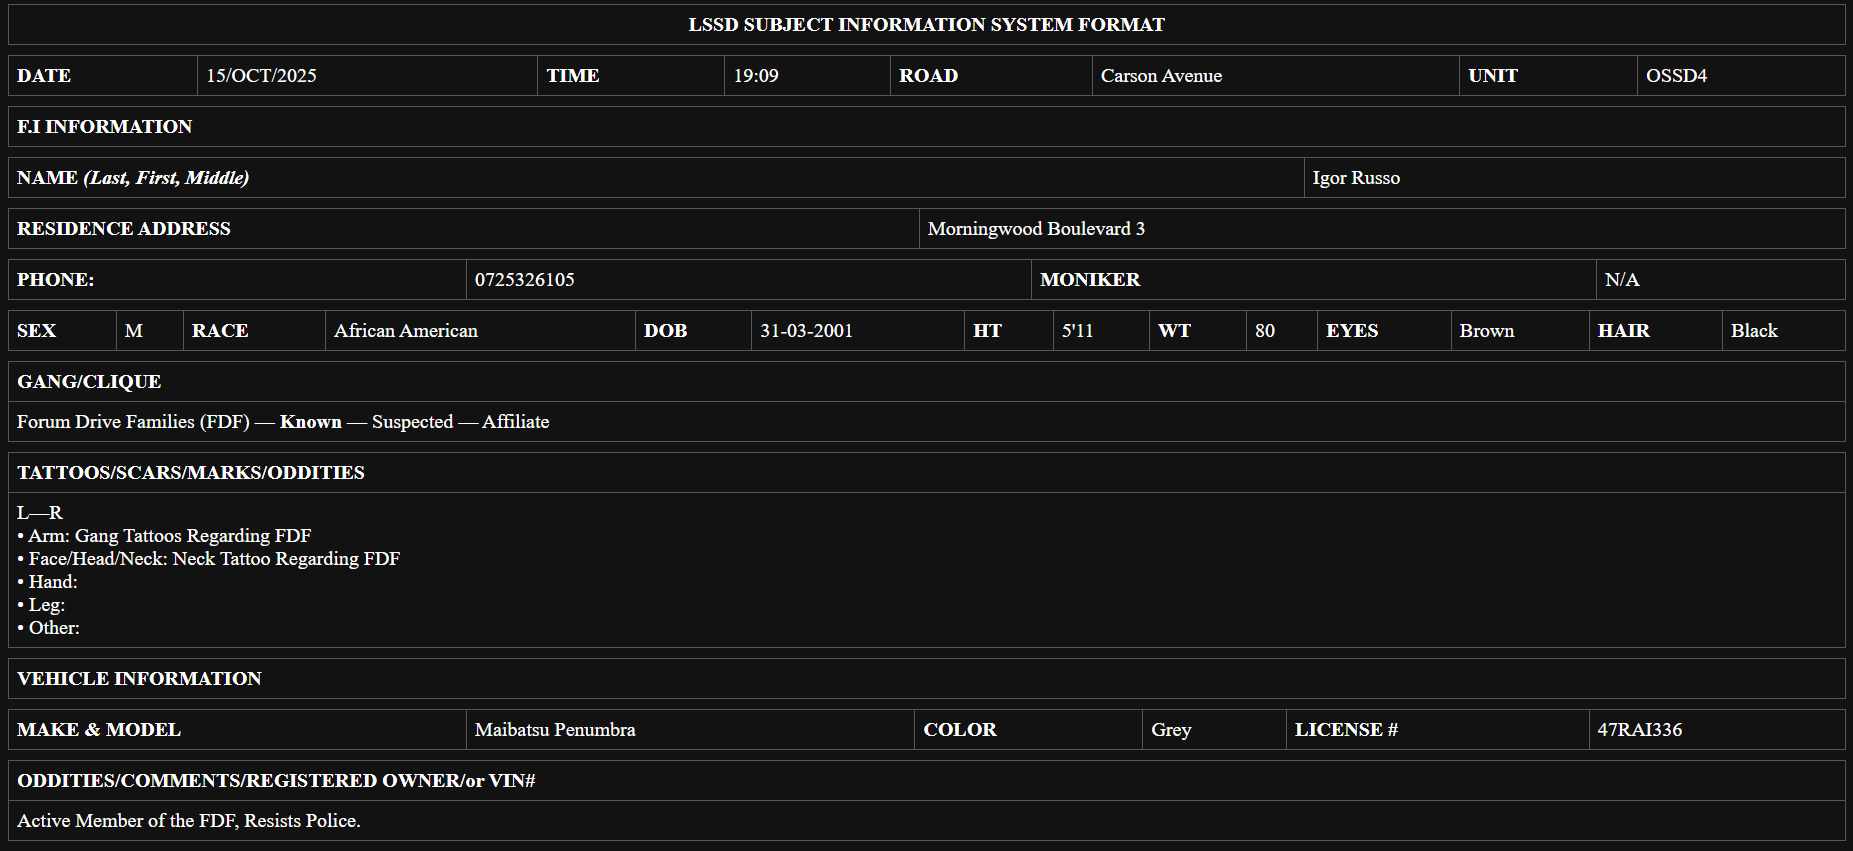 LSSD SUBJECT INFORMATION SYSTEM FORMAT
DATE 15/OCT/2025 TIME 19:09 ROAD Carson Avenue UNIT OSSD4
F.I INFORMATION
NAME (Last, First, Middle) Igor Russo
RESIDENCE ADDRESS Morningwood Boulevard 3
PHONE: 0725326105 MONIKER N/A
SEX M RACE African American DOB 31-03-2001 HT 5'11 WT 80 EYES Brown HAIR Black
GANG/CLIQUE
Forum Drive Families (FDF) — Known — Suspected — Affiliate
TATTOOS/SCARS/MARKS/ODDITIES
L—R
• Arm: Gang Tattoos Regarding FDF
• Face/Head/Neck: Neck Tattoo Regarding FDF
• Hand:
• Leg:
• Other:
VEHICLE INFORMATION
MAKE & MODEL Maibatsu Penumbra COLOR Grey LICENSE # 47RAI336
ODDITIES/COMMENTS/REGISTERED OWNER/or VIN#
Active Member of the FDF, Resists Police.